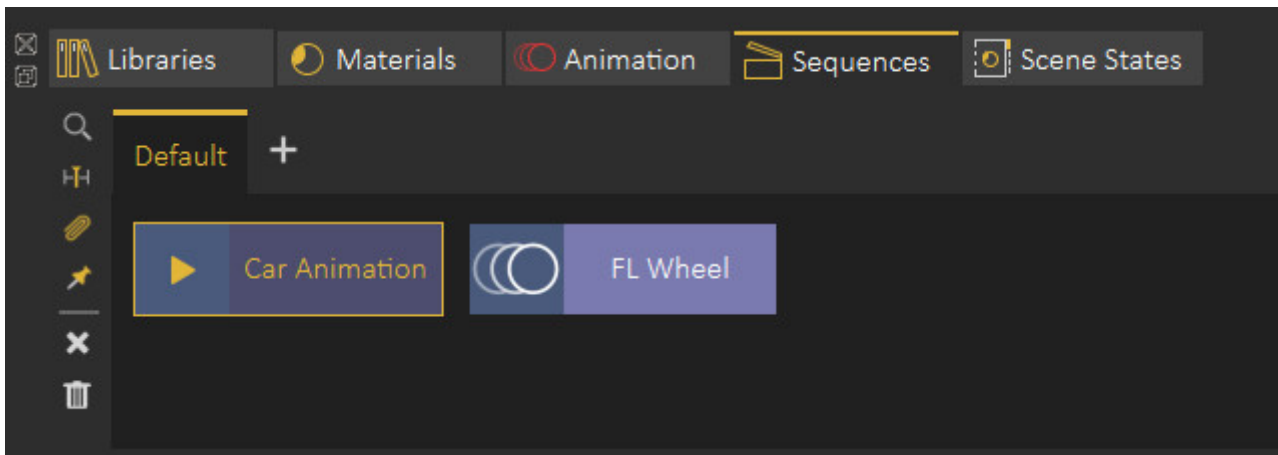 Libraries Materials Animation Sequences Scene States
Default +
Car Animation FL Wheel